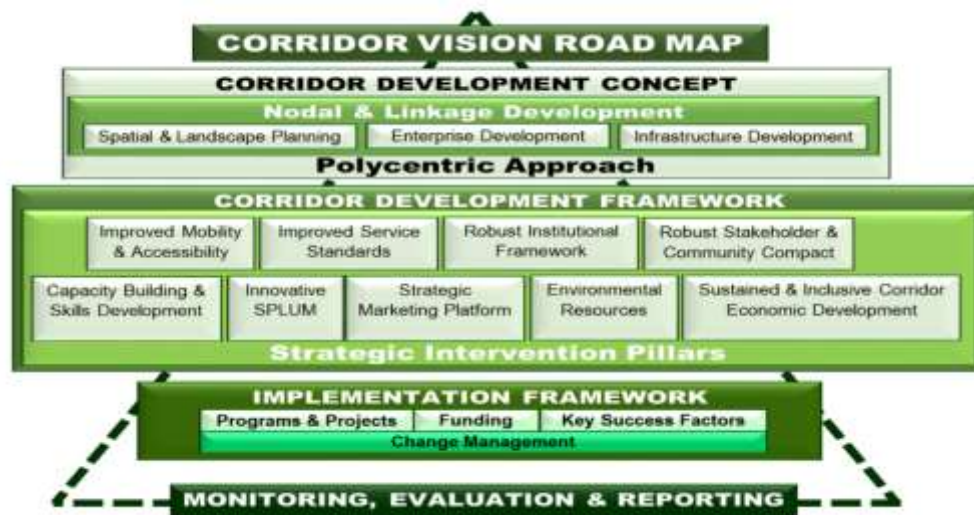 CORRIDOR VISION ROAD MAP
CORRIDOR DEVELOPMENT CONCEPT
Nodal & Linkage Development
Spatial & Landscape Planning
Enterprise Development
Infrastructure Development
Polycentric Approach
CORRIDOR DEVELOPMENT FRAMEWORK
Improved Mobility
& Accessibility
Improved Service
Standards
Robust Institutional
Framework
Robust Stakeholder &
Community Compact
Capacity Building &
Skills Development
Innovative
SPLUM
Strategic
Marketing Platform
Environmental
Resources
Sustained & Inclusive Corridor
Economic Development
Strategic Intervention Pillars
IMPLEMENTATION FRAMEWORK
Programs & Projects
Funding
Key Success Factors
Change Management
MONITORING, EVALUATION & REPORTING